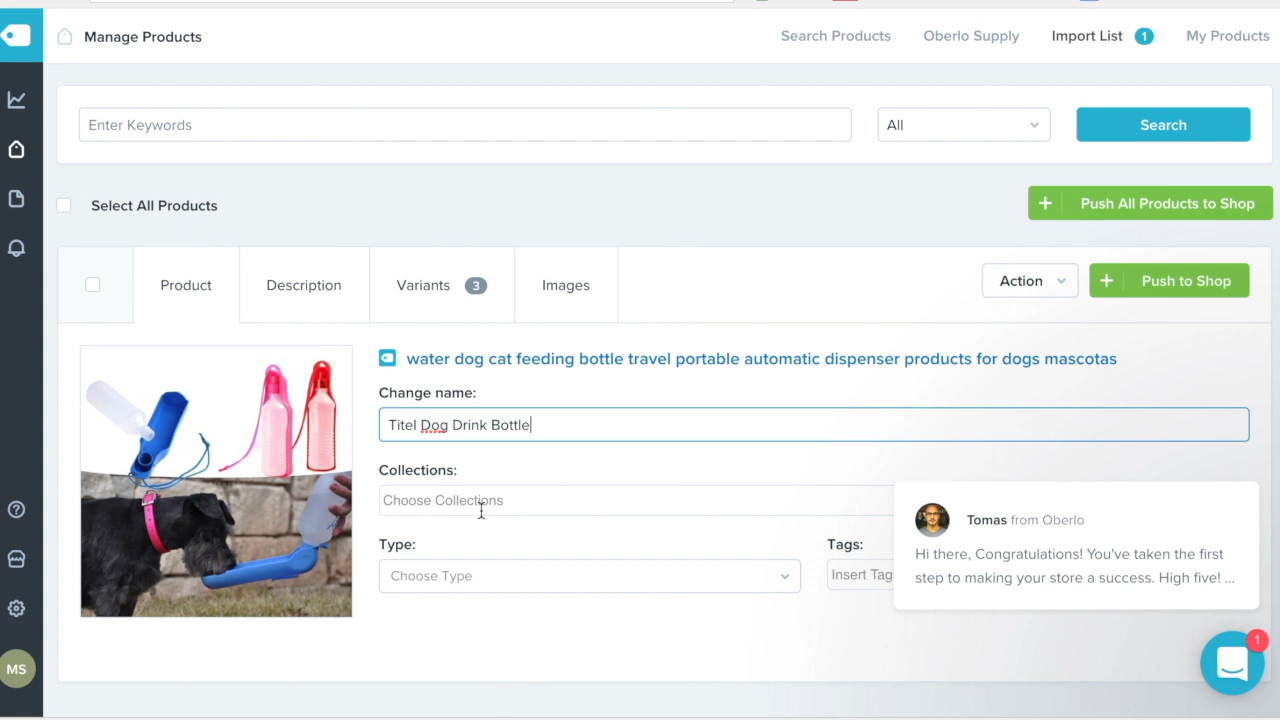 Manage Products
Search Products
Oberlo Supply
Import List 1
My Products
Enter Keywords
All
Search
Select All Products
+ Push All Products to Shop
Product
Description
Variants 3
Images
Action
+ Push to Shop
water dog cat feeding bottle travel portable automatic dispenser products for dogs mascotas
Change name:
Titel Dog Drink Bottle
Collections:
Choose Collections
Type:
Choose Type
Tags:
Insert Tag
Tomas from Oberlo
Hi there, Congratulations! You've taken the first
step to making your store a success. High five! ...
1
MS